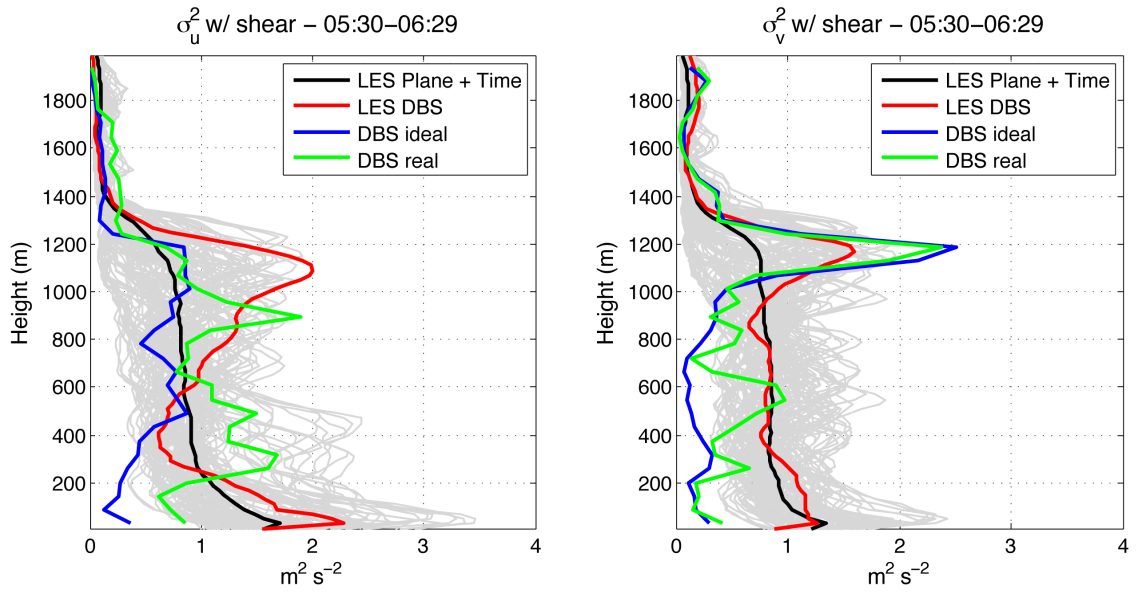 σ²ᵤ w/ shear − 05:30−06:29
LES Plane + Time
LES DBS
DBS ideal
DBS real
Height (m)
1800
1600
1400
1200
1000
800
600
400
200
0 1 2 3 4
m² s⁻²
σ²ᵥ w/ shear − 05:30−06:29
LES Plane + Time
LES DBS
DBS ideal
DBS real
Height (m)
1800
1600
1400
1200
1000
800
600
400
200
0 1 2 3 4
m² s⁻²